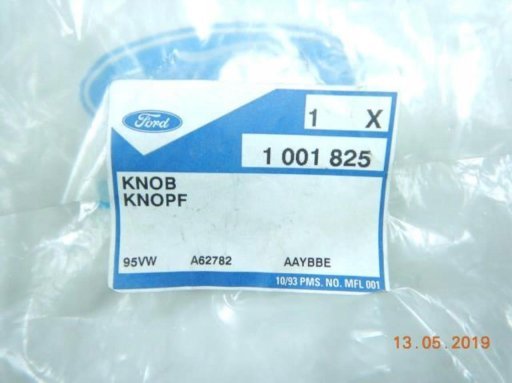 Ford
1 X
1 001 825
KNOB
KNOPF
95VW A62782 AAYBBE
10/93 PMS. NO. MFL 001
13.05.2019